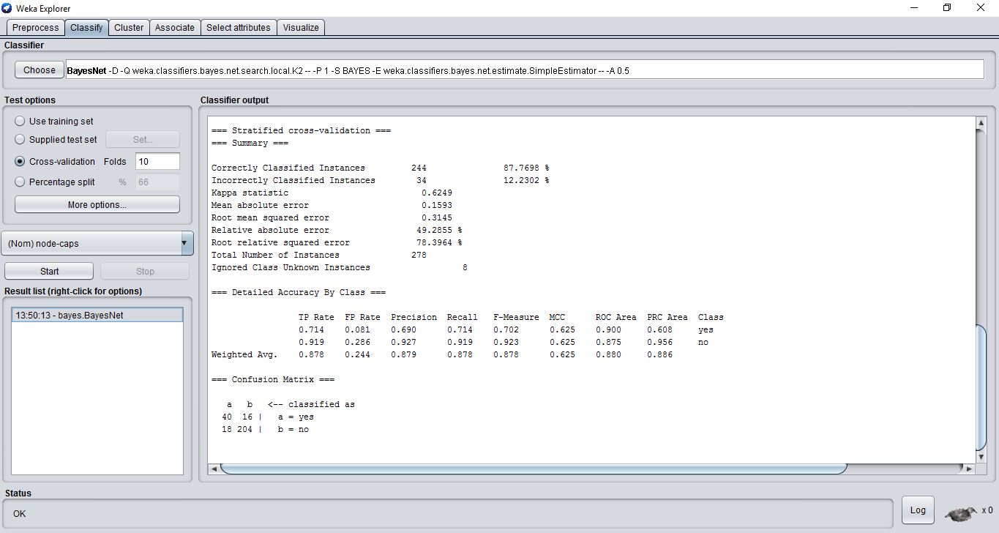 Weka Explorer
Preprocess Classify Cluster Associate Select attributes Visualize
Classifier
Choose BayesNet -D -Q weka.classifiers.bayes.net.search.local.K2 -- -P 1 -S BAYES -E weka.classifiers.bayes.net.estimate.SimpleEstimator -- -A 0.5
Test options
Use training set
Supplied test set Set...
Cross-validation Folds 10
Percentage split % 66
More options...
(Nom) node-caps
Start Stop
Result list (right-click for options)
13:50:13 - bayes.BayesNet
Classifier output
=== Stratified cross-validation ===
=== Summary ===
Correctly Classified Instances 244 87.7698 %
Incorrectly Classified Instances 34 12.2302 %
Kappa statistic 0.6249
Mean absolute error 0.1593
Root mean squared error 0.3145
Relative absolute error 49.2855 %
Root relative squared error 78.3964 %
Total Number of Instances 278
Ignored Class Unknown Instances 8
=== Detailed Accuracy By Class ===
TP Rate FP Rate Precision Recall F-Measure MCC ROC Area PRC Area Class
0.714 0.081 0.690 0.714 0.702 0.625 0.900 0.608 yes
0.919 0.286 0.927 0.919 0.923 0.625 0.875 0.956 no
Weighted Avg. 0.878 0.244 0.879 0.878 0.878 0.625 0.880 0.886
=== Confusion Matrix ===
a b <-- classified as
40 16 | a = yes
18 204 | b = no
Status
OK
Log x 0